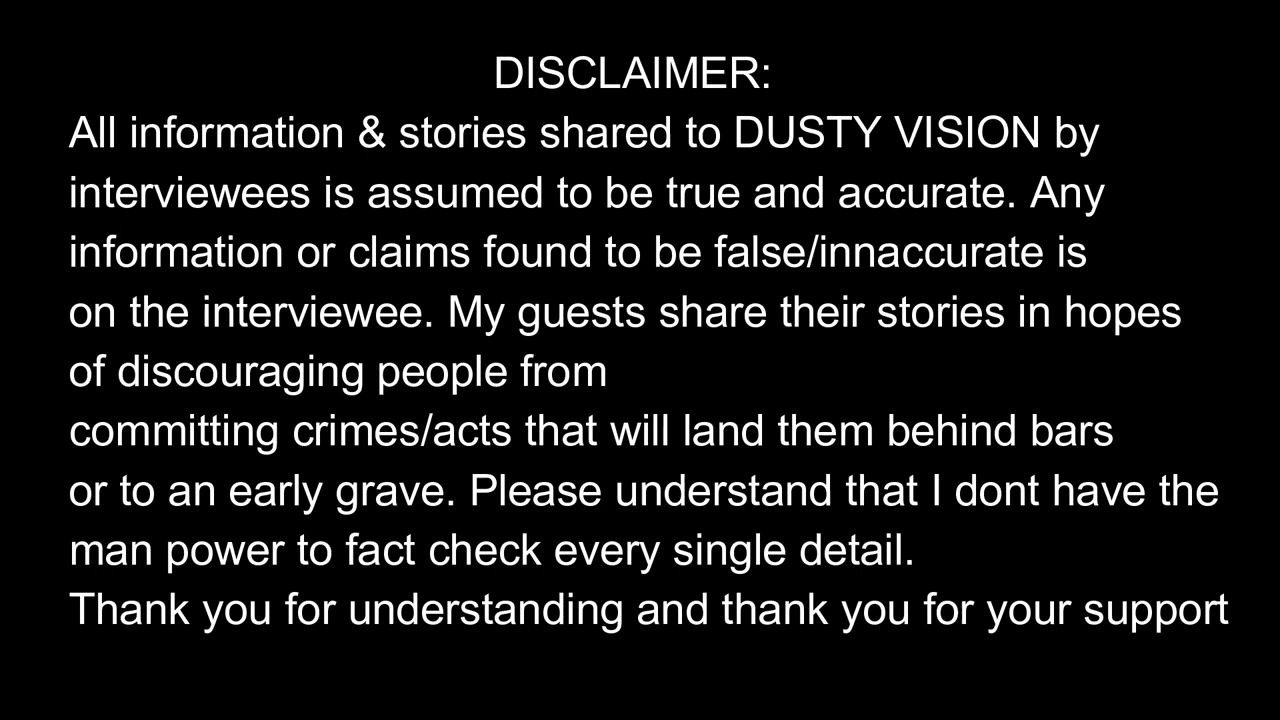 DISCLAIMER:
All information & stories shared to DUSTY VISION by
interviewees is assumed to be true and accurate. Any
information or claims found to be false/innaccurate is
on the interviewee. My guests share their stories in hopes
of discouraging people from
committing crimes/acts that will land them behind bars
or to an early grave. Please understand that I dont have the
man power to fact check every single detail.
Thank you for understanding and thank you for your support